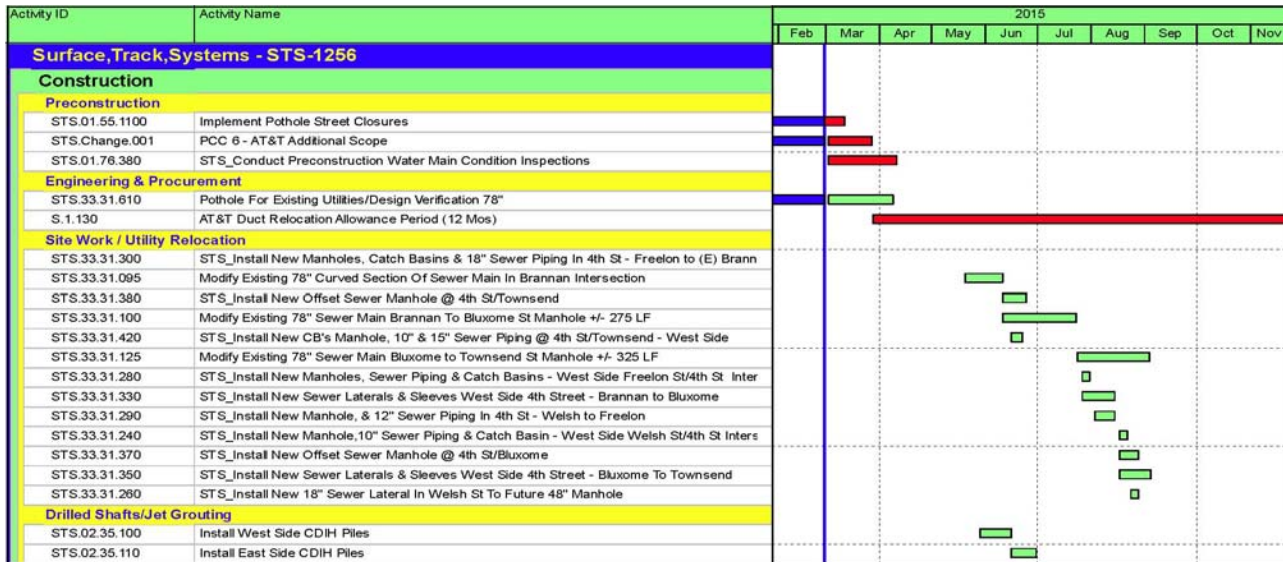 Activity ID Activity Name 2015
Feb Mar Apr May Jun Jul Aug Sep Oct Nov
Surface,Track,Systems - STS-1256
Construction
Preconstruction
STS.01.55.1100 Implement Pothole Street Closures
STS.Change.001 PCC 6 - AT&T Additional Scope
STS.01.76.380 STS_Conduct Preconstruction Water Main Condition Inspections
Engineering & Procurement
STS.33.31.610 Pothole For Existing Utilities/Design Verification 78"
S.1.130 AT&T Duct Relocation Allowance Period (12 Mos)
Site Work / Utility Relocation
STS.33.31.300 STS_Install New Manholes, Catch Basins & 18" Sewer Piping In 4th St - Freelon to (E) Brann
STS.33.31.095 Modify Existing 78" Curved Section Of Sewer Main In Brannan Intersection
STS.33.31.380 STS_Install New Offset Sewer Manhole @ 4th St/Townsend
STS.33.31.100 Modify Existing 78" Sewer Main Brannan To Bluxome St Manhole +/- 275 LF
STS.33.31.420 STS_Install New CB's Manhole, 10" & 15" Sewer Piping @ 4th St/Townsend - West Side
STS.33.31.125 Modify Existing 78" Sewer Main Bluxome to Townsend St Manhole +/- 325 LF
STS.33.31.280 STS_Install New Manholes, Sewer Piping & Catch Basins - West Side Freelon St/4th St Inter
STS.33.31.330 STS_Install New Sewer Laterals & Sleeves West Side 4th Street - Brannan to Bluxome
STS.33.31.290 STS_Install New Manhole, & 12" Sewer Piping In 4th St - Welsh to Freelon
STS.33.31.240 STS_Install New Manhole,10" Sewer Piping & Catch Basin - West Side Welsh St/4th St Inters
STS.33.31.370 STS_Install New Offset Sewer Manhole @ 4th St/Bluxome
STS.33.31.350 STS_Install New Sewer Laterals & Sleeves West Side 4th Street - Bluxome To Townsend
STS.33.31.260 STS_Install New 18" Sewer Lateral In Welsh St To Future 48" Manhole
Drilled Shafts/Jet Grouting
STS.02.35.100 Install West Side CDIH Piles
STS.02.35.110 Install East Side CDIH Piles